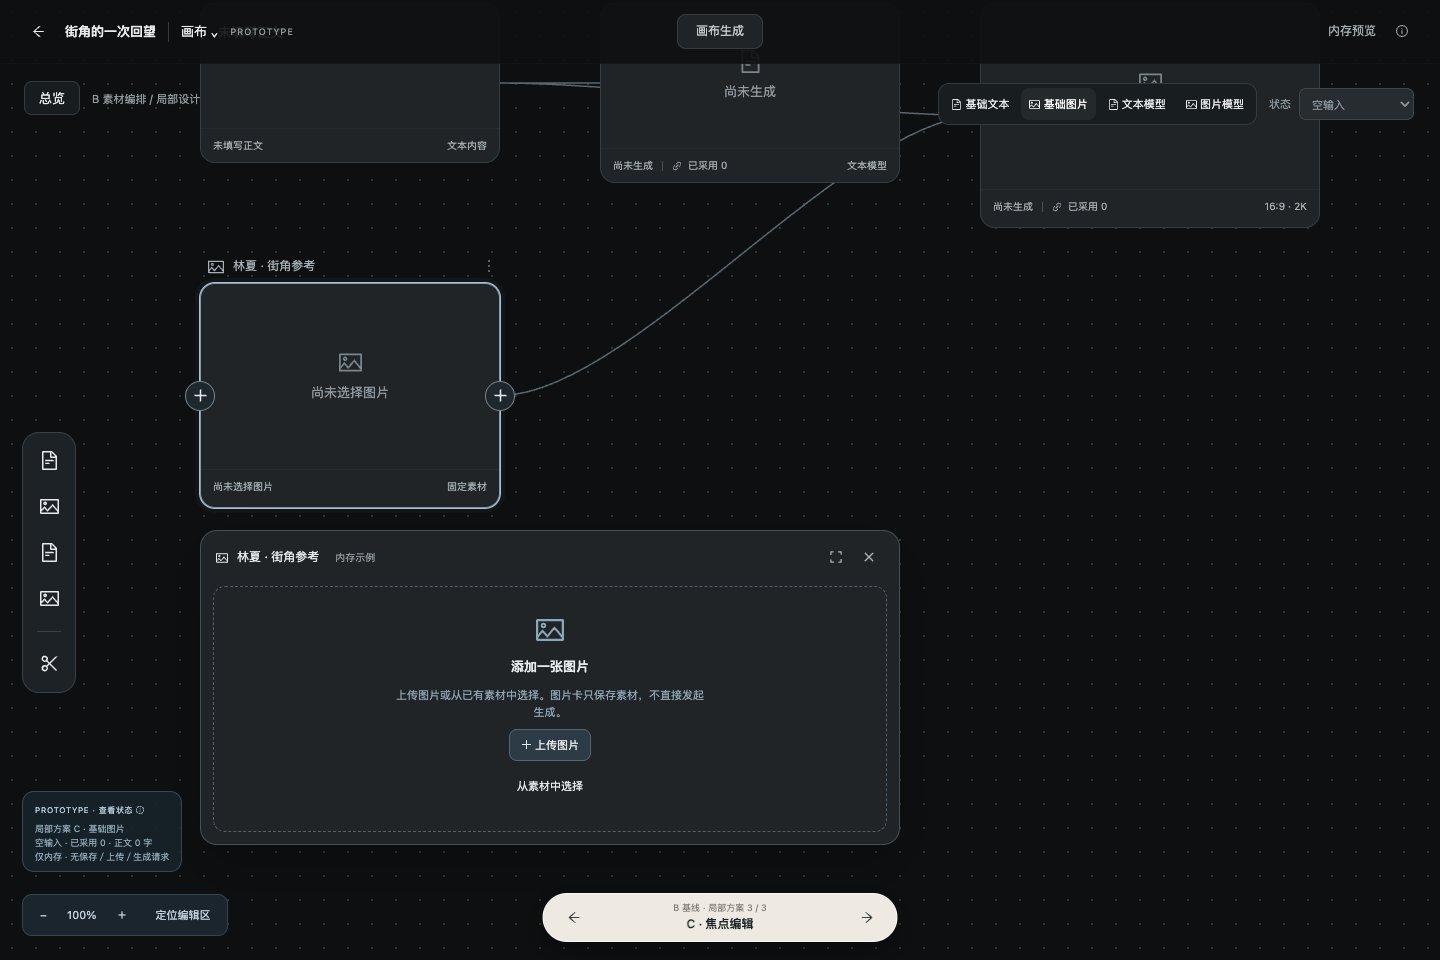 街角的一次回望
画布
PROTOTYPE
画布生成
内存预览
总览
B 素材编排 / 局部设计
尚未生成
基础文本
基础图片
文本模型
图片模型
状态
空输入
未填写正文
文本内容
尚未生成
已采用 0
文本模型
尚未生成
已采用 0
16:9 · 2K
林夏 · 街角参考
尚未选择图片
尚未选择图片
固定素材
林夏 · 街角参考
内存示例
添加一张图片
上传图片或从已有素材中选择。图片卡只保存素材，不直接发起
生成。
上传图片
从素材中选择
PROTOTYPE · 查看状态
局部方案 C · 基础图片
空输入 · 已采用 0 · 正文 0 字
仅内存 · 无保存 / 上传 / 生成请求
− 100% +
定位编辑区
B 基线 · 局部方案 3 / 3
C · 焦点编辑